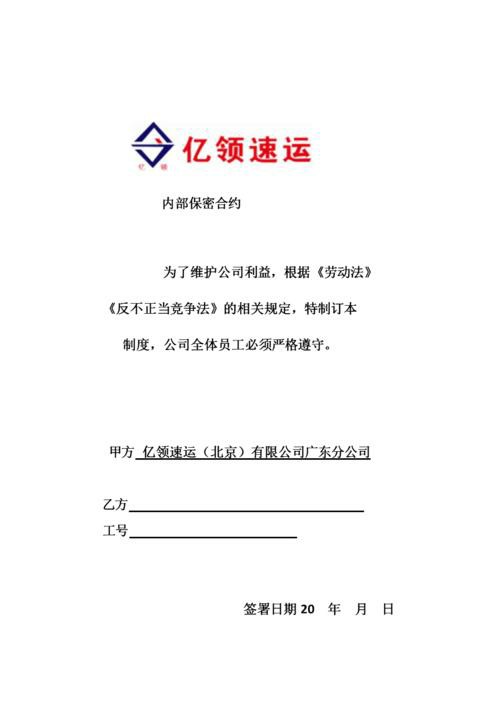 亿领速运
亿 领
内部保密合约
为了维护公司利益，根据《劳动法》
《反不正当竞争法》的相关规定，特制订本
制度，公司全体员工必须严格遵守。
甲方 亿领速运（北京）有限公司广东分公司
乙方
工号
签署日期20 年 月 日